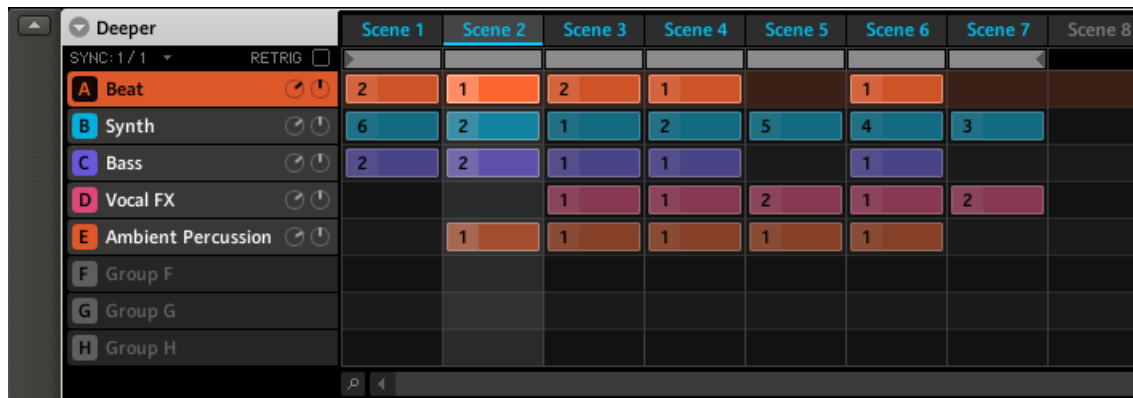 Deeper Scene 1 Scene 2 Scene 3 Scene 4 Scene 5 Scene 6 Scene 7 Scene 8
SYNC: 1 / 1 RETRIG
A Beat 2 1 2 1 1
B Synth 6 2 1 2 5 4 3
C Bass 2 2 1 1 1
D Vocal FX 1 1 2 1 2
E Ambient Percussion 1 1 1 1 1
F Group F
G Group G
H Group H